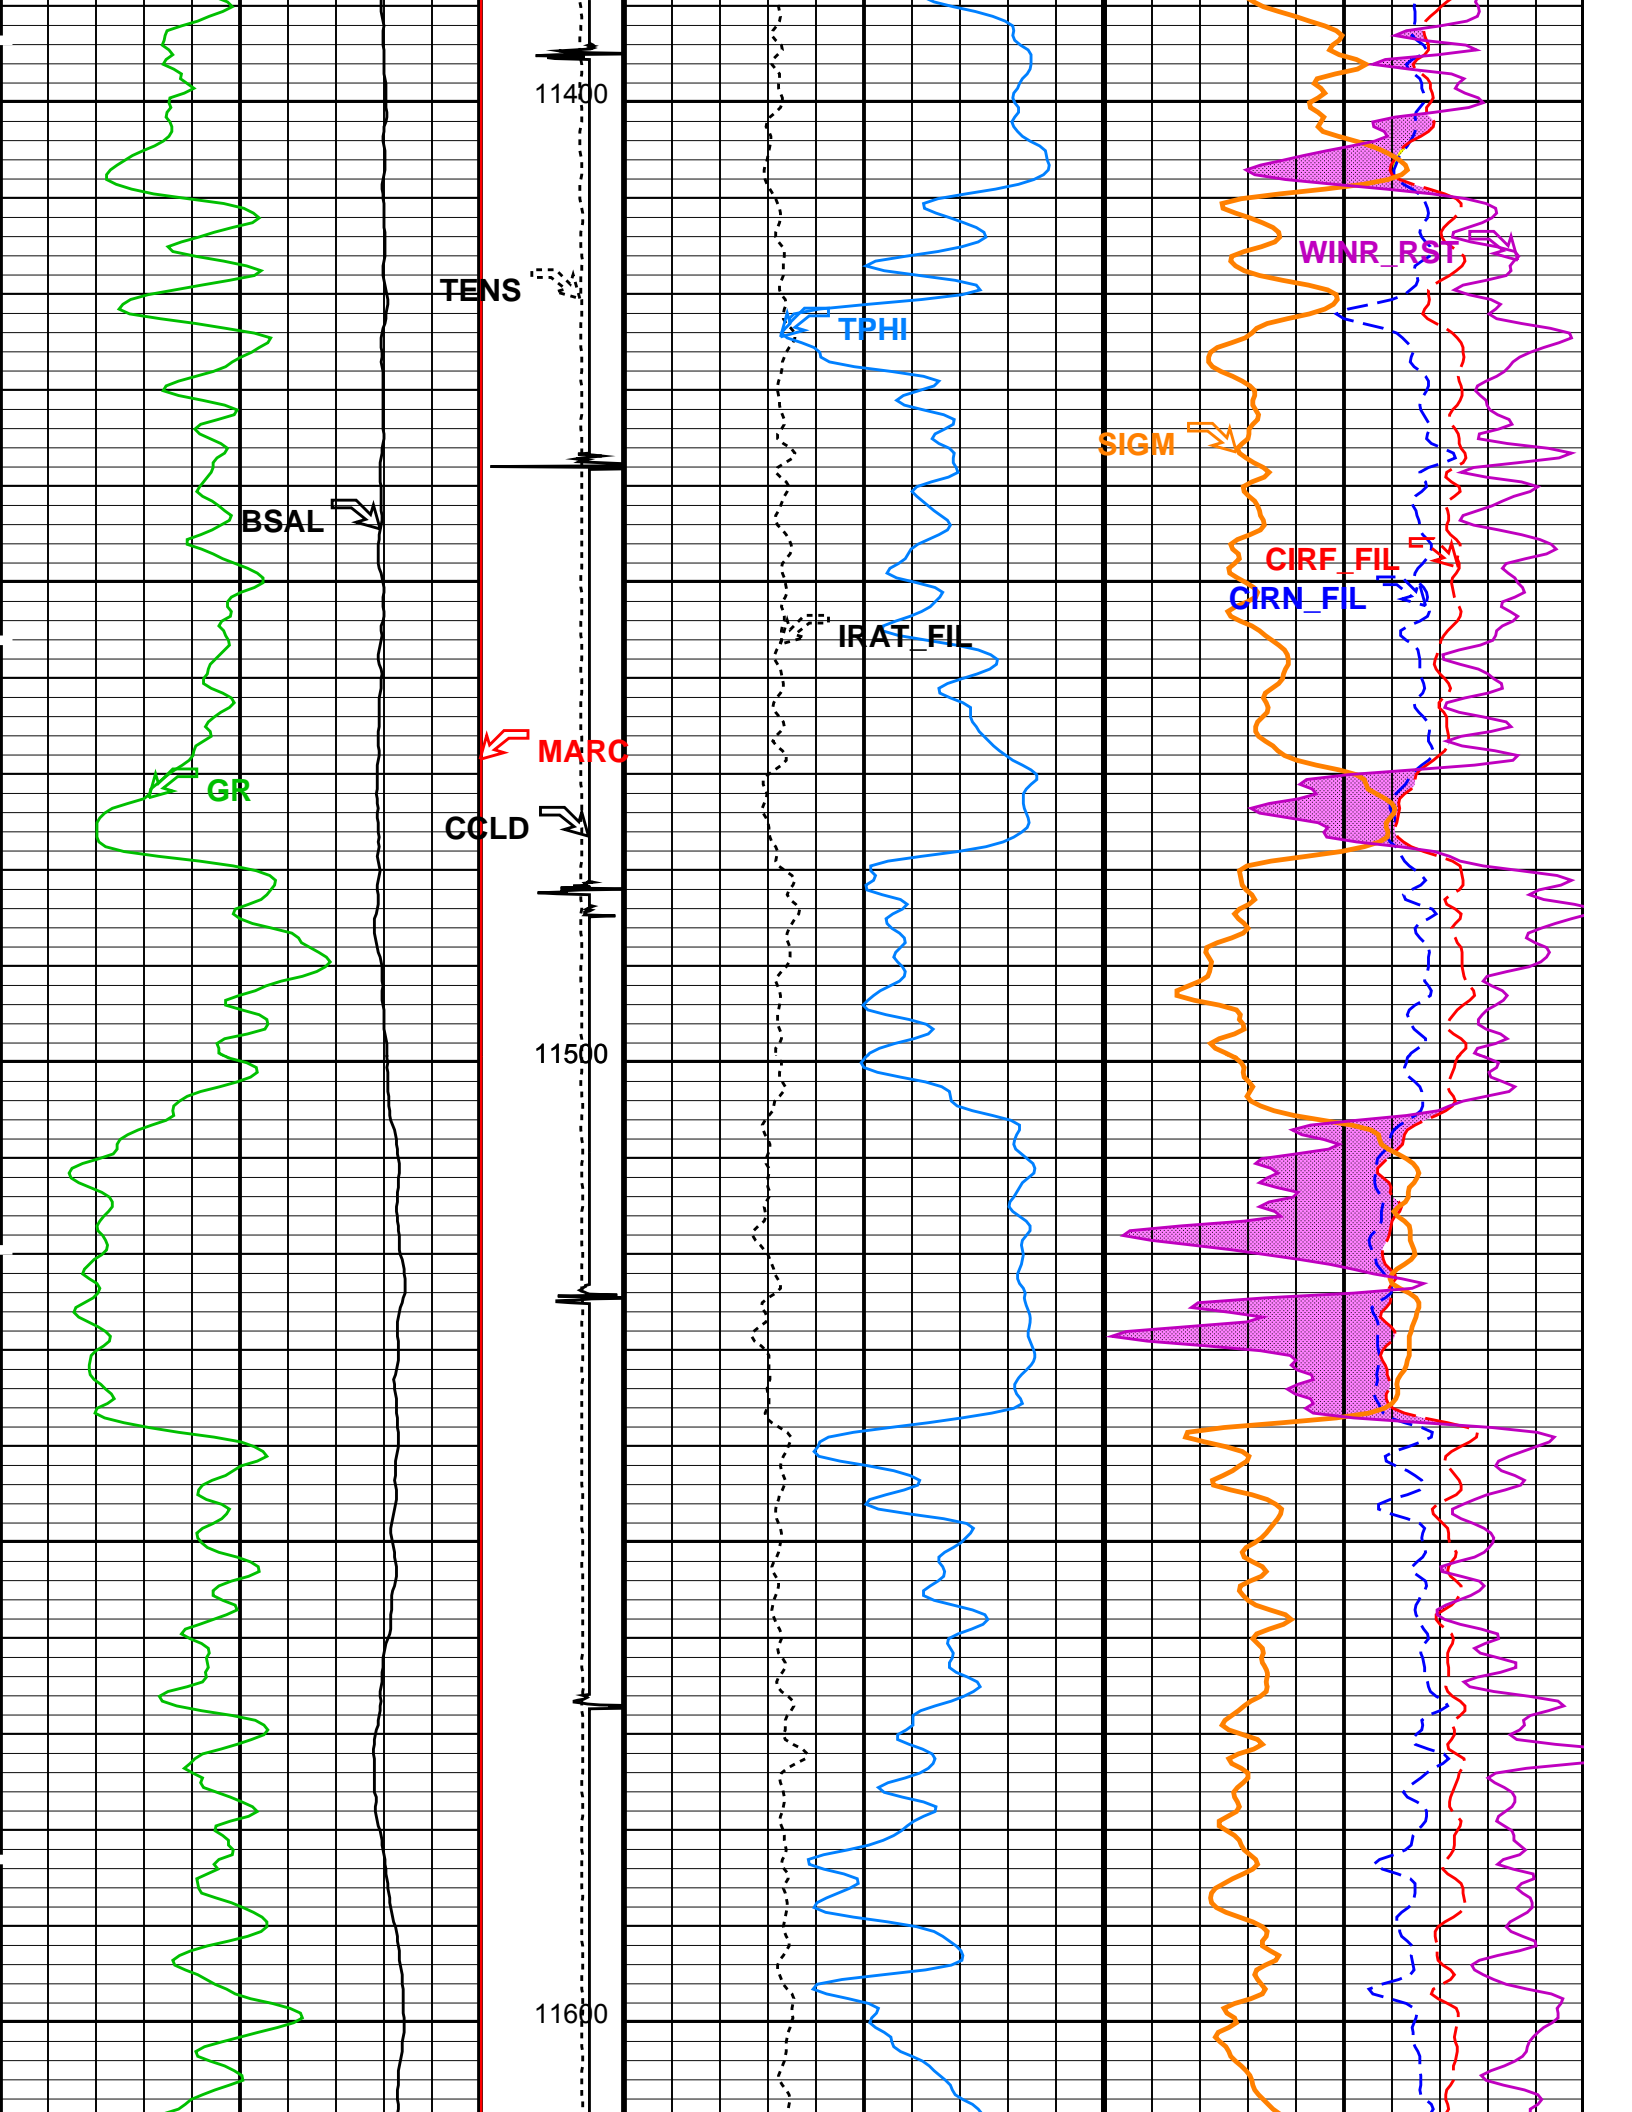 11400
WINR_RST
TENS
TPHI
SIGM
BSAL
CIRF_FIL
CIRN_FIL
IRAT_FIL
MARC
GR
CCLD
11500
11600